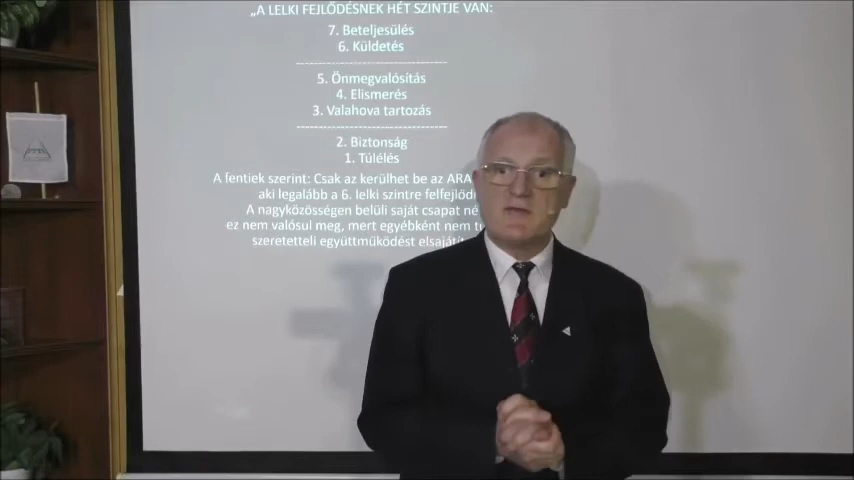 „A LELKI FEJLŐDÉSNEK HÉT SZINTJE VAN:
7. Beteljesülés
6. Küldetés
5. Önmegvalósítás
4. Elismerés
3. Valahova tartozás
2. Biztonság
1. Túlélés
A fentiek szerint: Csak az kerülhet be az ARA
aki legalább a 6. lelki szintre felfejlőd
A nagyközösségen belüli saját csapat né
ez nem valósul meg, mert egyébként nem t
szeretetteli együttműködést elsajátít